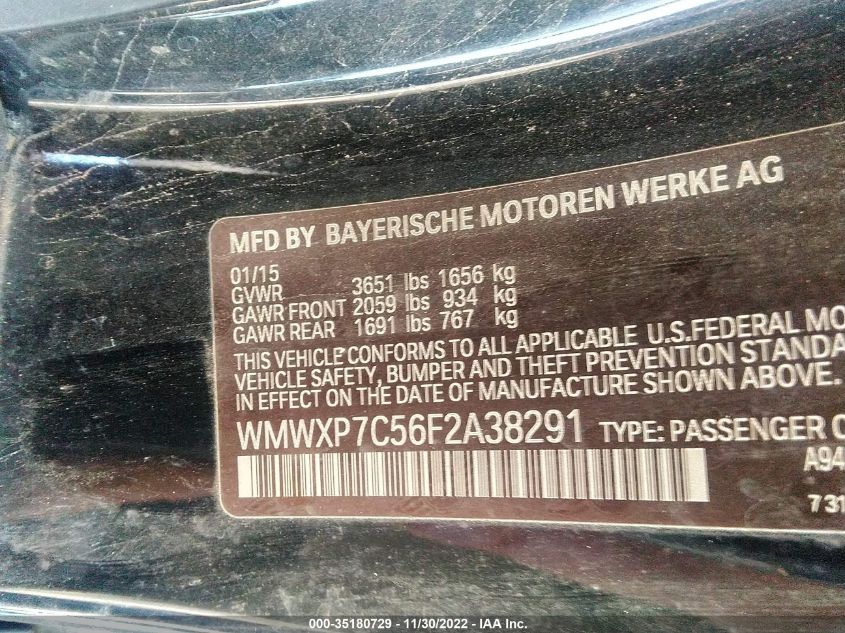 MFD BY BAYERISCHE MOTOREN WERKE AG
01/15
GVWR 3651 lbs 1656 kg
GAWR FRONT 2059 lbs 934 kg
GAWR REAR 1691 lbs 767 kg
THIS VEHICLE CONFORMS TO ALL APPLICABLE U.S.FEDERAL MO
VEHICLE SAFETY, BUMPER AND THEFT PREVENTION STANDA
IN EFFECT ON THE DATE OF MANUFACTURE SHOWN ABOVE.
WMWXP7C56F2A38291 TYPE: PASSENGER C
A94
731
000-35180729 - 11/30/2022 - IAA Inc.